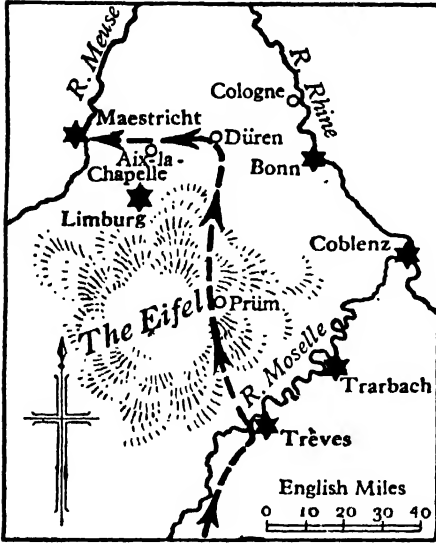 R. Meuse
R. Rhine
Cologne
Maestricht
Düren
Aix-la-
Chapelle
Bonn
Limburg
Coblenz
The Eifel
Prüm
R. Moselle
Trarbach
Trèves
English Miles
0 10 20 30 40